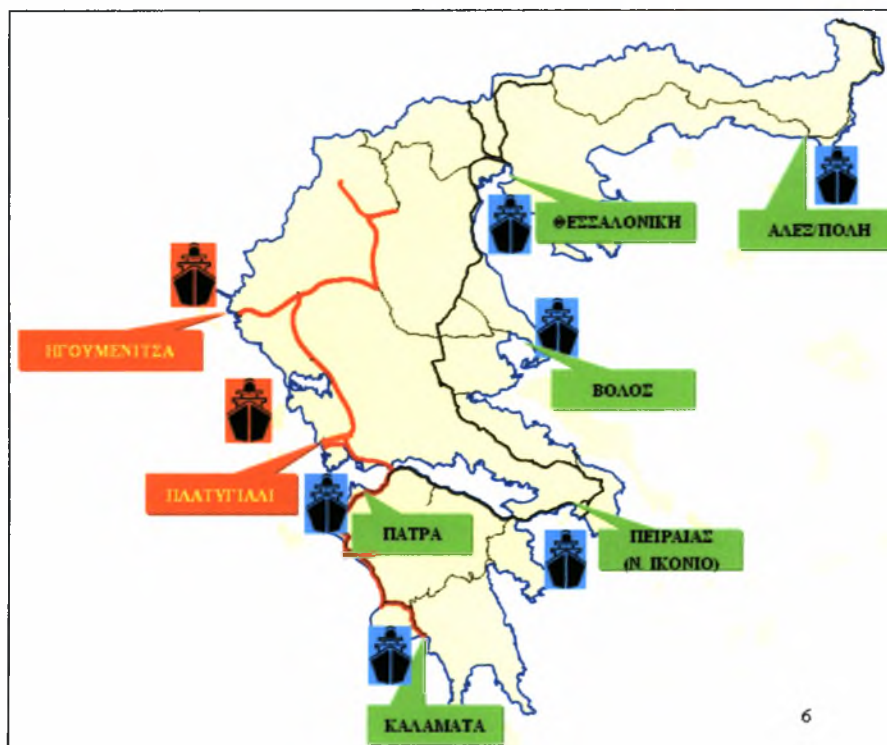 ΘΕΣΣΑΛΟΝΙΚΗ
ΑΛΕΞ/ΠΟΛΗ
ΗΓΟΥΜΕΝΙΤΣΑ
ΒΟΛΟΣ
ΠΛΑΤΥΓΙΑΛΙ
ΠΑΤΡΑ
ΠΕΙΡΑΙΑΣ
(Ν. ΙΚΟΝΙΟ)
ΚΑΛΑΜΑΤΑ
6